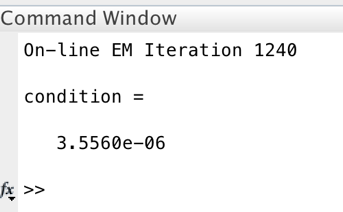 Command Window
On-line EM Iteration 1240
condition =
3.5560e-06
fx >>